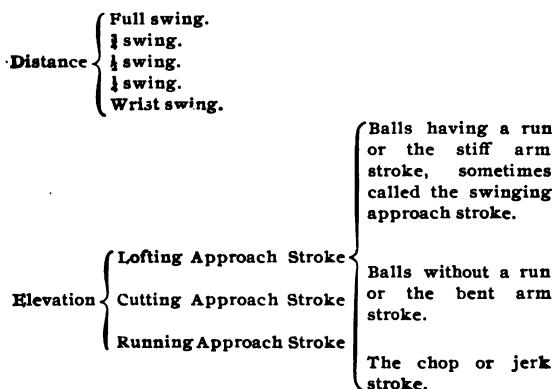 Full swing.
¾ swing.
Distance
½ swing.
¼ swing.
Wrist swing.
Balls having a run
or the stiff arm
stroke, sometimes
called the swinging
approach stroke.
Lofting Approach Stroke
Balls without a run
or the bent arm
stroke.
Elevation
Cutting Approach Stroke
Running Approach Stroke
The chop or jerk
stroke.